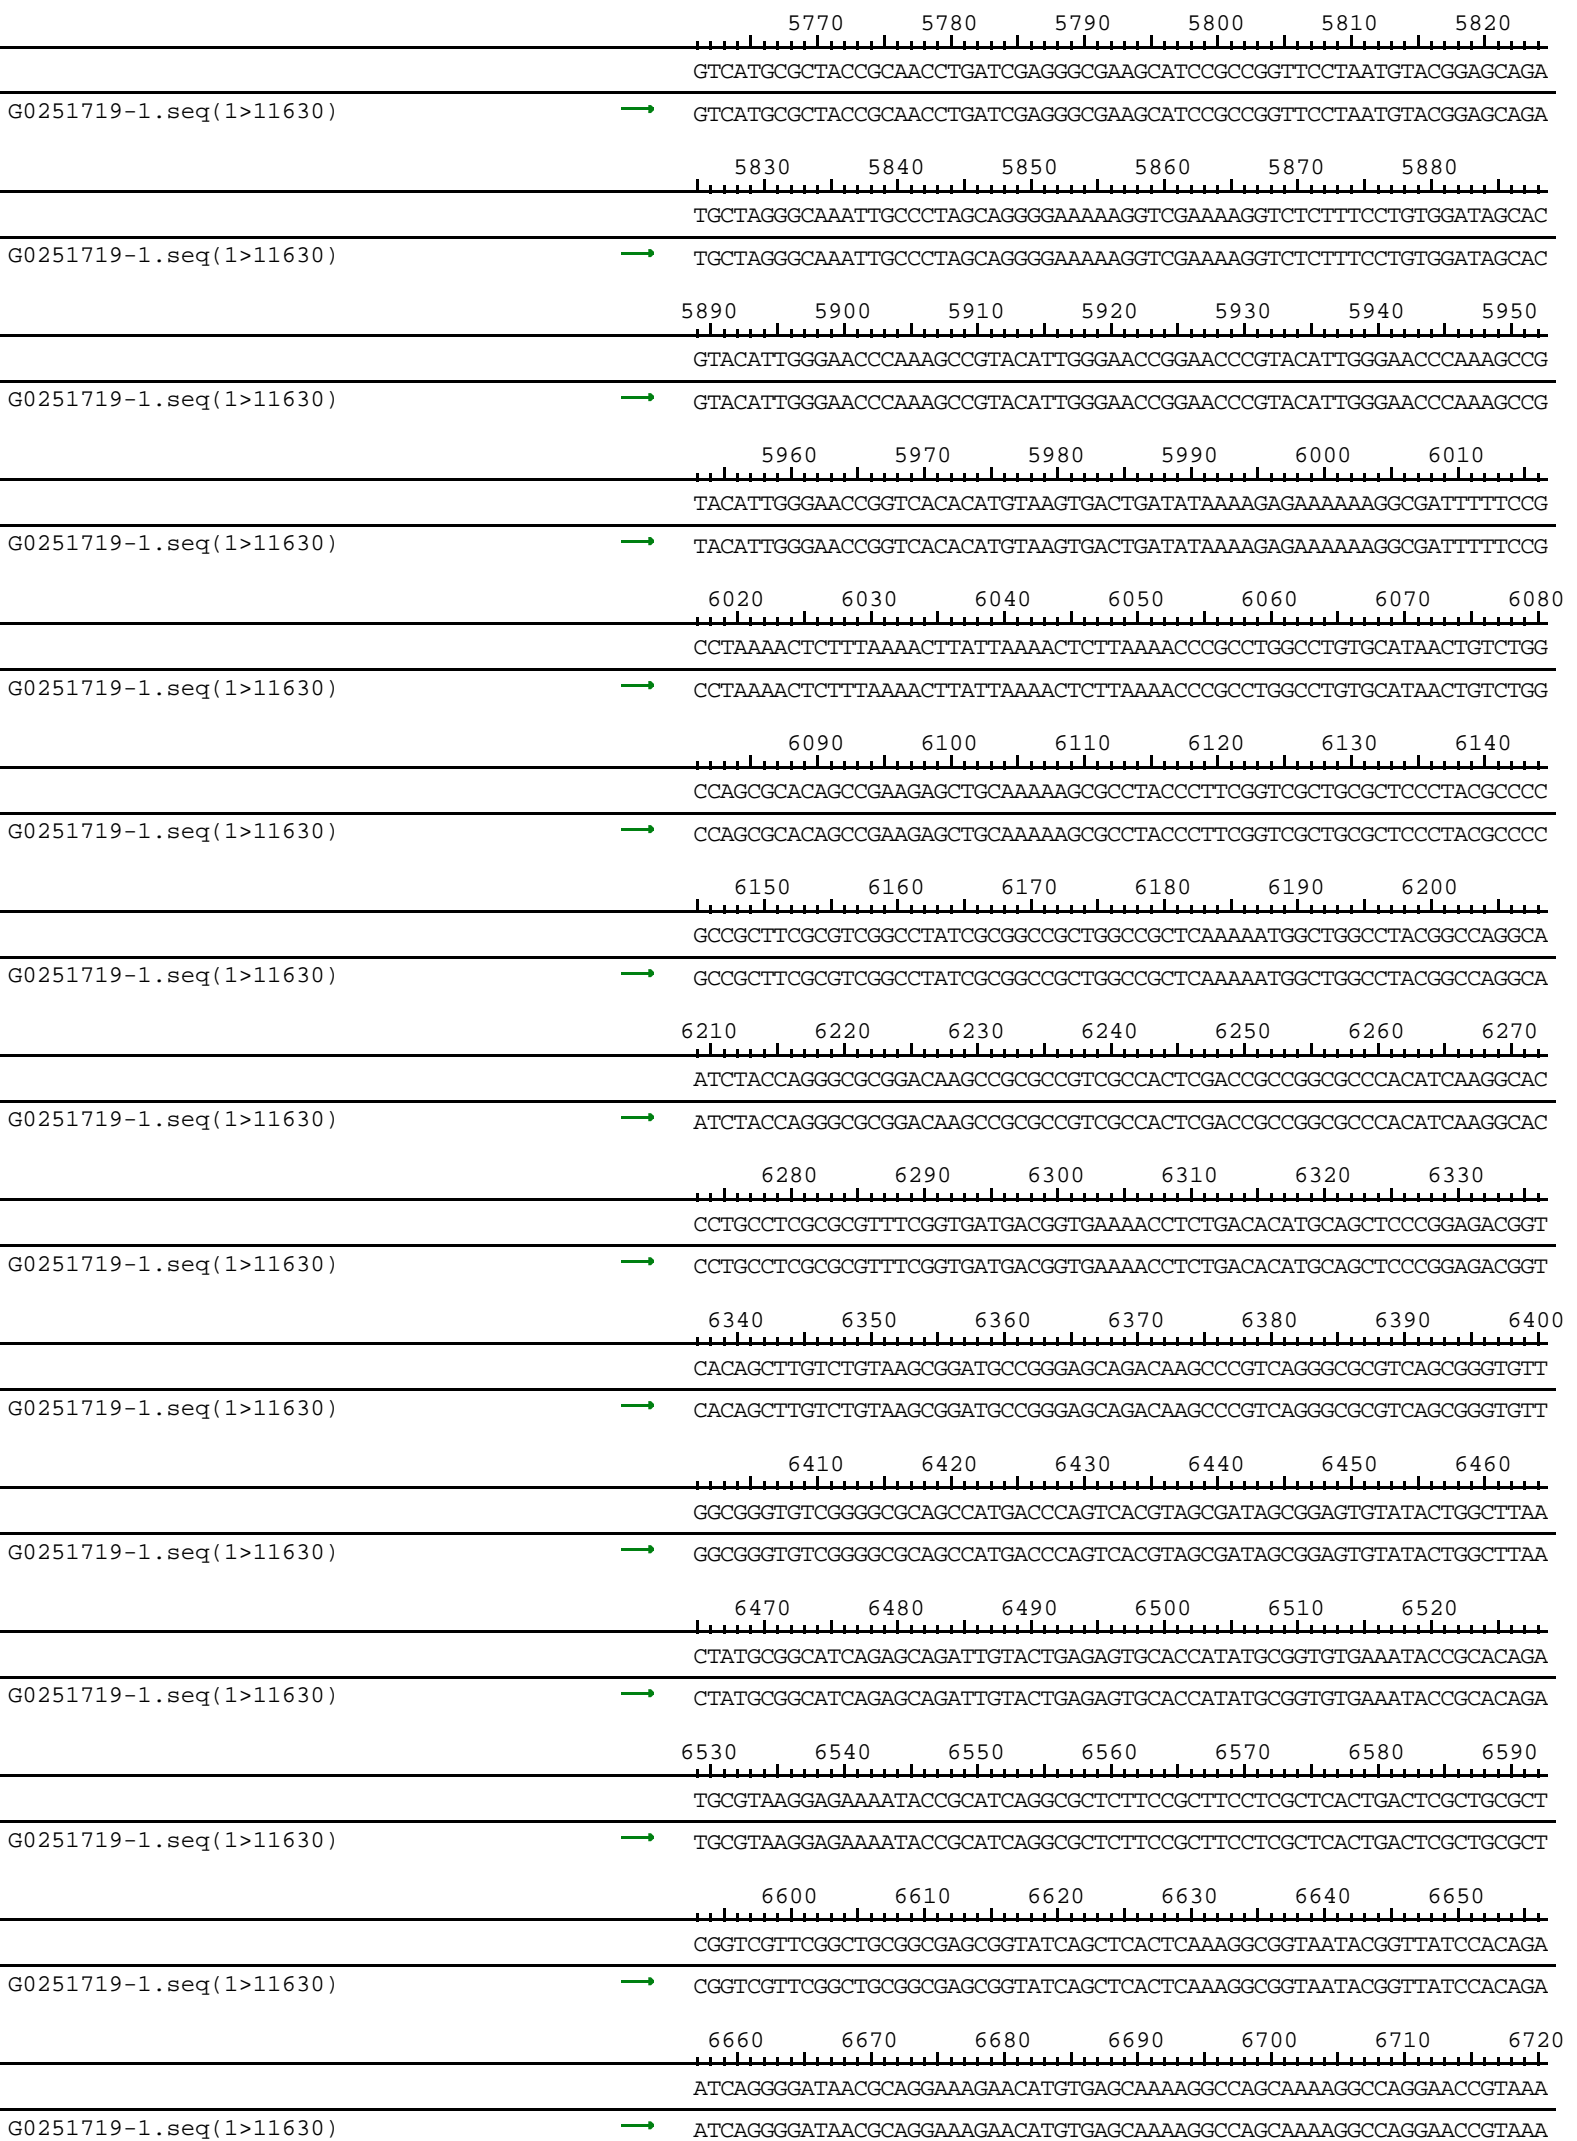 5770 5780 5790 5800 5810 5820
GTCATGCGCTACCGCAACCTGATCGAGGGCGAAGCATCCGCCGGTTCCTAATGTACGGAGCAGA
G0251719-1.seq(1>11630) GTCATGCGCTACCGCAACCTGATCGAGGGCGAAGCATCCGCCGGTTCCTAATGTACGGAGCAGA
5830 5840 5850 5860 5870 5880
TGCTAGGGCAAATTGCCCTAGCAGGGGAAAAAGGTCGAAAAGGTCTCTTTCCTGTGGATAGCAC
G0251719-1.seq(1>11630) TGCTAGGGCAAATTGCCCTAGCAGGGGAAAAAGGTCGAAAAGGTCTCTTTCCTGTGGATAGCAC
5890 5900 5910 5920 5930 5940 5950
GTACATTGGGAACCCAAAGCCGTACATTGGGAACCGGAACCCGTACATTGGGAACCCAAAGCCG
G0251719-1.seq(1>11630) GTACATTGGGAACCCAAAGCCGTACATTGGGAACCGGAACCCGTACATTGGGAACCCAAAGCCG
5960 5970 5980 5990 6000 6010
TACATTGGGAACCGGTCACACATGTAAGTGACTGATATAAAAGAGAAAAAAGGCGATTTTTCCG
G0251719-1.seq(1>11630) TACATTGGGAACCGGTCACACATGTAAGTGACTGATATAAAAGAGAAAAAAGGCGATTTTTCCG
6020 6030 6040 6050 6060 6070 6080
CCTAAAACTCTTTAAAACTTATTAAAACTCTTAAAACCCGCCTGGCCTGTGCATAACTGTCTGG
G0251719-1.seq(1>11630) CCTAAAACTCTTTAAAACTTATTAAAACTCTTAAAACCCGCCTGGCCTGTGCATAACTGTCTGG
6090 6100 6110 6120 6130 6140
CCAGCGCACAGCCGAAGAGCTGCAAAAAGCGCCTACCCTTCGGTCGCTGCGCTCCCTACGCCCC
G0251719-1.seq(1>11630) CCAGCGCACAGCCGAAGAGCTGCAAAAAGCGCCTACCCTTCGGTCGCTGCGCTCCCTACGCCCC
6150 6160 6170 6180 6190 6200
GCCGCTTCGCGTCGGCCTATCGCGGCCGCTGGCCGCTCAAAAATGGCTGGCCTACGGCCAGGCA
G0251719-1.seq(1>11630) GCCGCTTCGCGTCGGCCTATCGCGGCCGCTGGCCGCTCAAAAATGGCTGGCCTACGGCCAGGCA
6210 6220 6230 6240 6250 6260 6270
ATCTACCAGGGCGCGGACAAGCCGCGCCGTCGCCACTCGACCGCCGGCGCCCACATCAAGGCAC
G0251719-1.seq(1>11630) ATCTACCAGGGCGCGGACAAGCCGCGCCGTCGCCACTCGACCGCCGGCGCCCACATCAAGGCAC
6280 6290 6300 6310 6320 6330
CCTGCCTCGCGCGTTTCGGTGATGACGGTGAAAACCTCTGACACATGCAGCTCCCGGAGACGGT
G0251719-1.seq(1>11630) CCTGCCTCGCGCGTTTCGGTGATGACGGTGAAAACCTCTGACACATGCAGCTCCCGGAGACGGT
6340 6350 6360 6370 6380 6390 6400
CACAGCTTGTCTGTAAGCGGATGCCGGGAGCAGACAAGCCCGTCAGGGCGCGTCAGCGGGTGTT
G0251719-1.seq(1>11630) CACAGCTTGTCTGTAAGCGGATGCCGGGAGCAGACAAGCCCGTCAGGGCGCGTCAGCGGGTGTT
6410 6420 6430 6440 6450 6460
GGCGGGTGTCGGGGCGCAGCCATGACCCAGTCACGTAGCGATAGCGGAGTGTATACTGGCTTAA
G0251719-1.seq(1>11630) GGCGGGTGTCGGGGCGCAGCCATGACCCAGTCACGTAGCGATAGCGGAGTGTATACTGGCTTAA
6470 6480 6490 6500 6510 6520
CTATGCGGCATCAGAGCAGATTGTACTGAGAGTGCACCATATGCGGTGTGAAATACCGCACAGA
G0251719-1.seq(1>11630) CTATGCGGCATCAGAGCAGATTGTACTGAGAGTGCACCATATGCGGTGTGAAATACCGCACAGA
6530 6540 6550 6560 6570 6580 6590
TGCGTAAGGAGAAAATACCGCATCAGGCGCTCTTCCGCTTCCTCGCTCACTGACTCGCTGCGCT
G0251719-1.seq(1>11630) TGCGTAAGGAGAAAATACCGCATCAGGCGCTCTTCCGCTTCCTCGCTCACTGACTCGCTGCGCT
6600 6610 6620 6630 6640 6650
CGGTCGTTCGGCTGCGGCGAGCGGTATCAGCTCACTCAAAGGCGGTAATACGGTTATCCACAGA
G0251719-1.seq(1>11630) CGGTCGTTCGGCTGCGGCGAGCGGTATCAGCTCACTCAAAGGCGGTAATACGGTTATCCACAGA
6660 6670 6680 6690 6700 6710 6720
ATCAGGGGATAACGCAGGAAAGAACATGTGAGCAAAAGGCCAGCAAAAGGCCAGGAACCGTAAA
G0251719-1.seq(1>11630) ATCAGGGGATAACGCAGGAAAGAACATGTGAGCAAAAGGCCAGCAAAAGGCCAGGAACCGTAAA